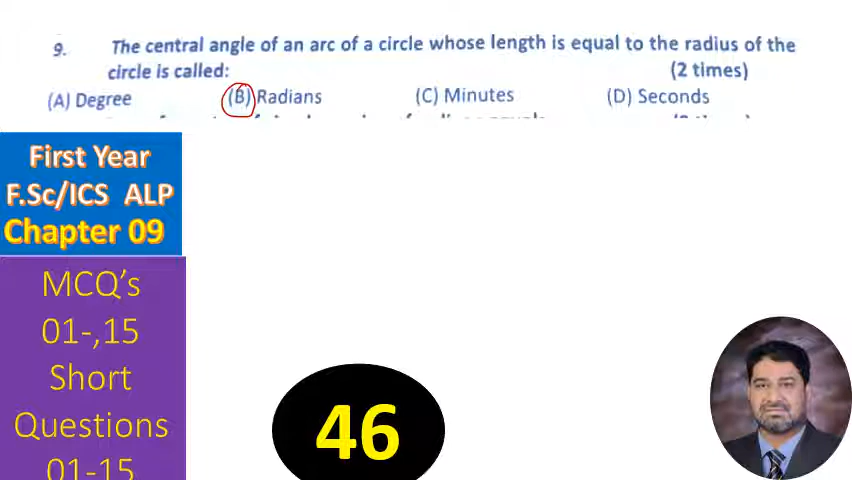 9. The central angle of an arc of a circle whose length is equal to the radius of the
circle is called: (2 times)
(A) Degree (B) Radians (C) Minutes (D) Seconds
First Year
F.Sc/ICS ALP
Chapter 09
MCQ's
01-,15
Short
Questions
01-15
46